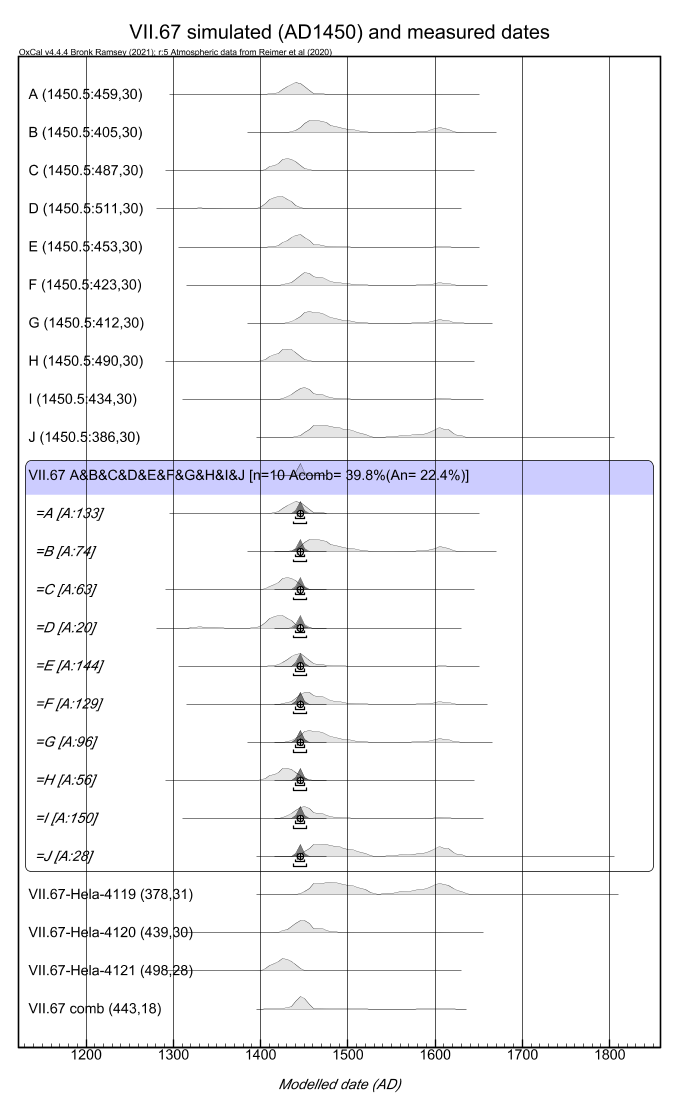 VII.67 simulated (AD1450) and measured dates
OxCal v4.4.4 Bronk Ramsey (2021); r:5 Atmospheric data from Reimer et al (2020)
A (1450.5:459,30)
B (1450.5:405,30)
C (1450.5:487,30)
D (1450.5:511,30)
E (1450.5:453,30)
F (1450.5:423,30)
G (1450.5:412,30)
H (1450.5:490,30)
I (1450.5:434,30)
J (1450.5:386,30)
VII.67 A&B&C&D&E&F&G&H&I&J [n=10 Acomb= 39.8%(An= 22.4%)]
=A [A:133]
=B [A:74]
=C [A:63]
=D [A:20]
=E [A:144]
=F [A:129]
=G [A:96]
=H [A:56]
=I [A:150]
=J [A:28]
VII.67-Hela-4119 (378,31)
VII.67-Hela-4120 (439,30)
VII.67-Hela-4121 (498,28)
VII.67 comb (443,18)
1200 1300 1400 1500 1600 1700 1800
Modelled date (AD)